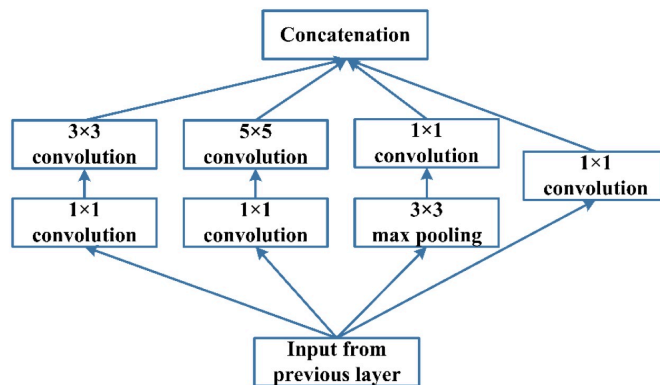 Concatenation
3×3
convolution
5×5
convolution
1×1
convolution
1×1
convolution
1×1
convolution
1×1
convolution
3×3
max pooling
Input from
previous layer